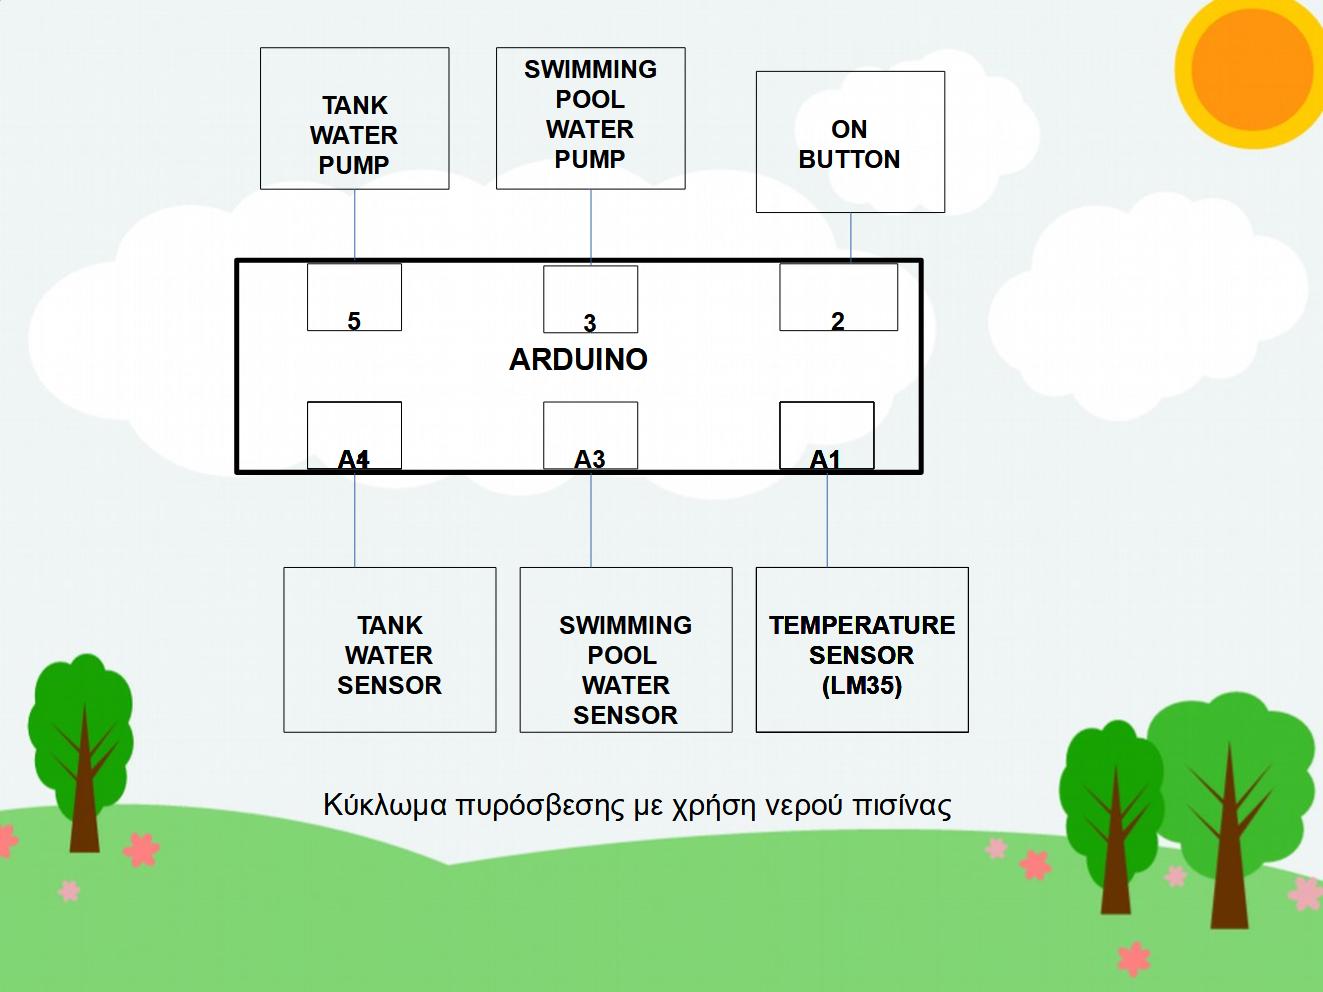 TANK
WATER
PUMP
SWIMMING
POOL
WATER
PUMP
ON
BUTTON
5
3
2
ARDUINO
A4
A3
A1
TANK
WATER
SENSOR
SWIMMING
POOL
WATER
SENSOR
TEMPERATURE
SENSOR
(LM35)
Κύκλωμα πυρόσβεσης με χρήση νερού πισίνας